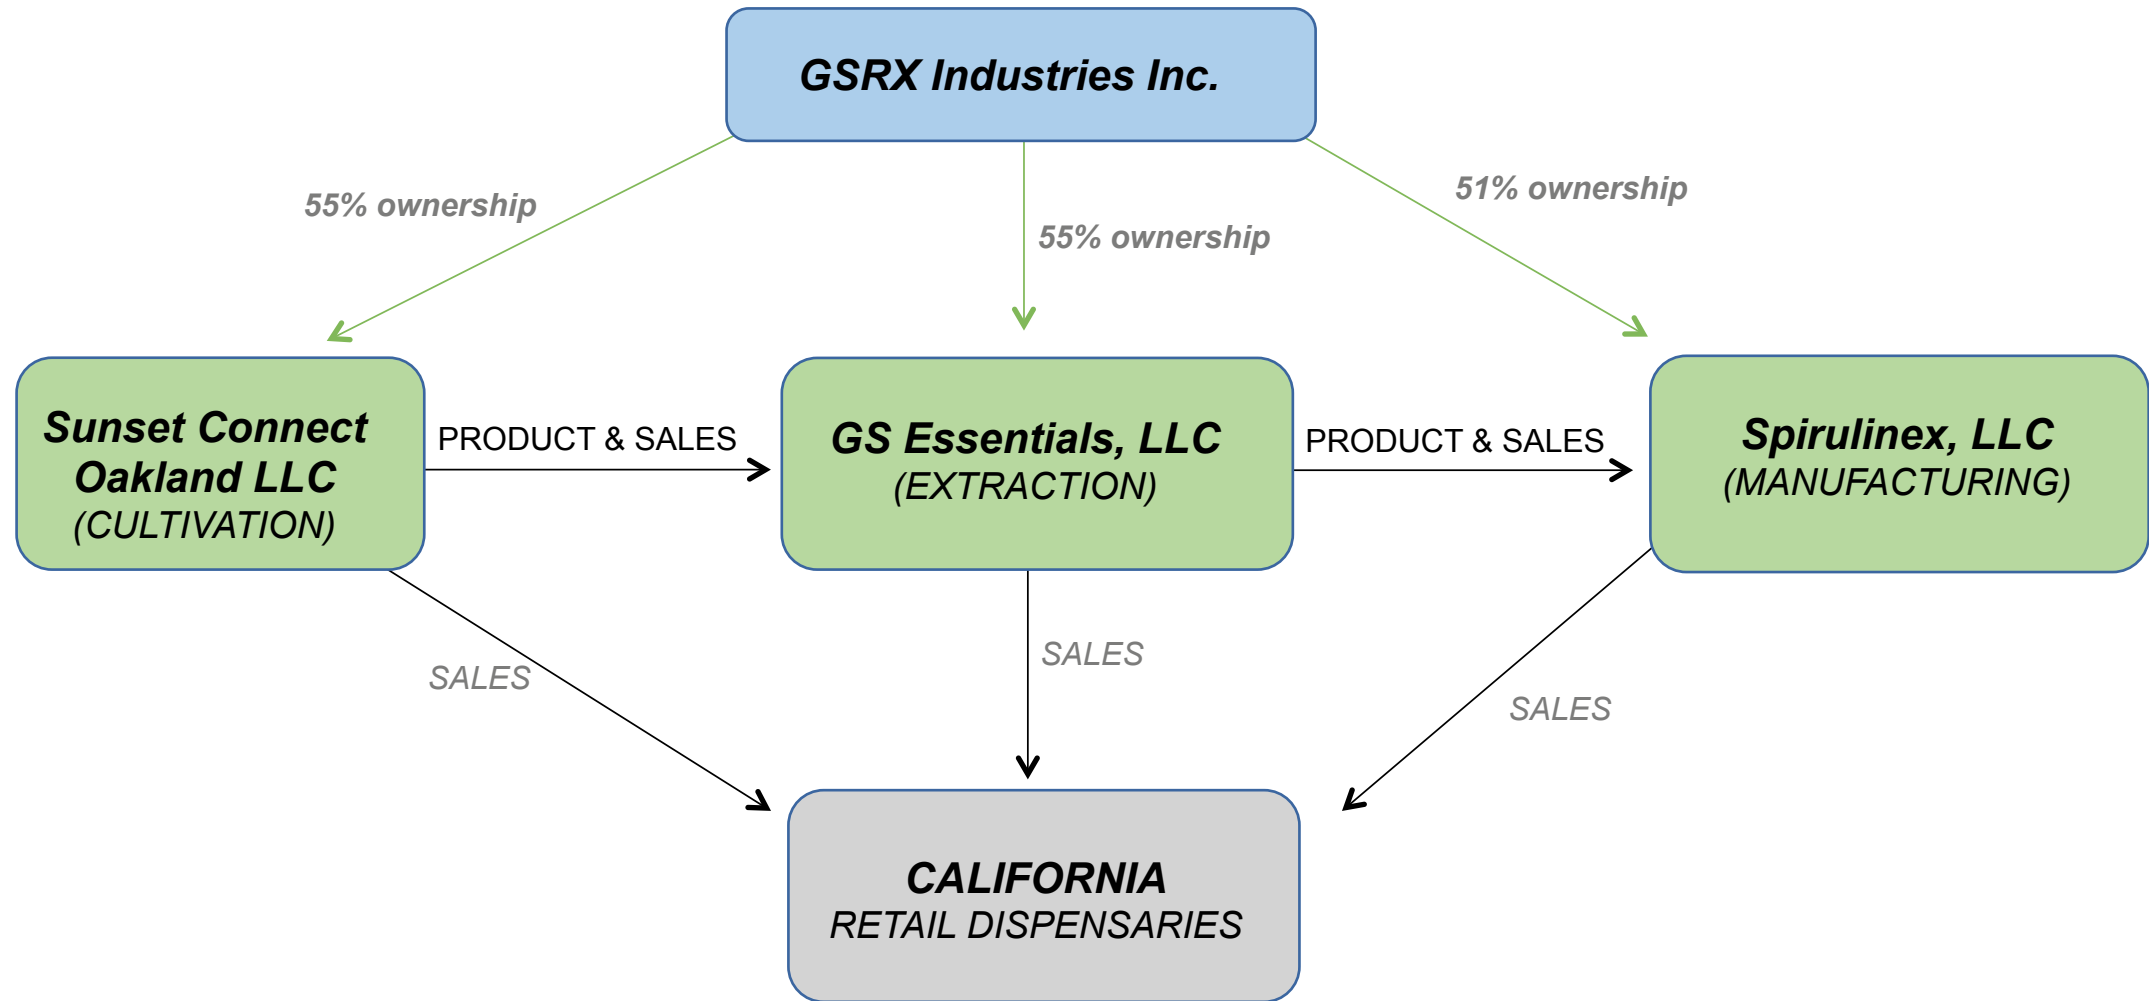 GSRX Industries Inc.
55% ownership
55% ownership
51% ownership
Sunset Connect
Oakland LLC
(CULTIVATION)
PRODUCT & SALES
GS Essentials, LLC
(EXTRACTION)
PRODUCT & SALES
Spirulinex, LLC
(MANUFACTURING)
SALES
SALES
SALES
CALIFORNIA
RETAIL DISPENSARIES